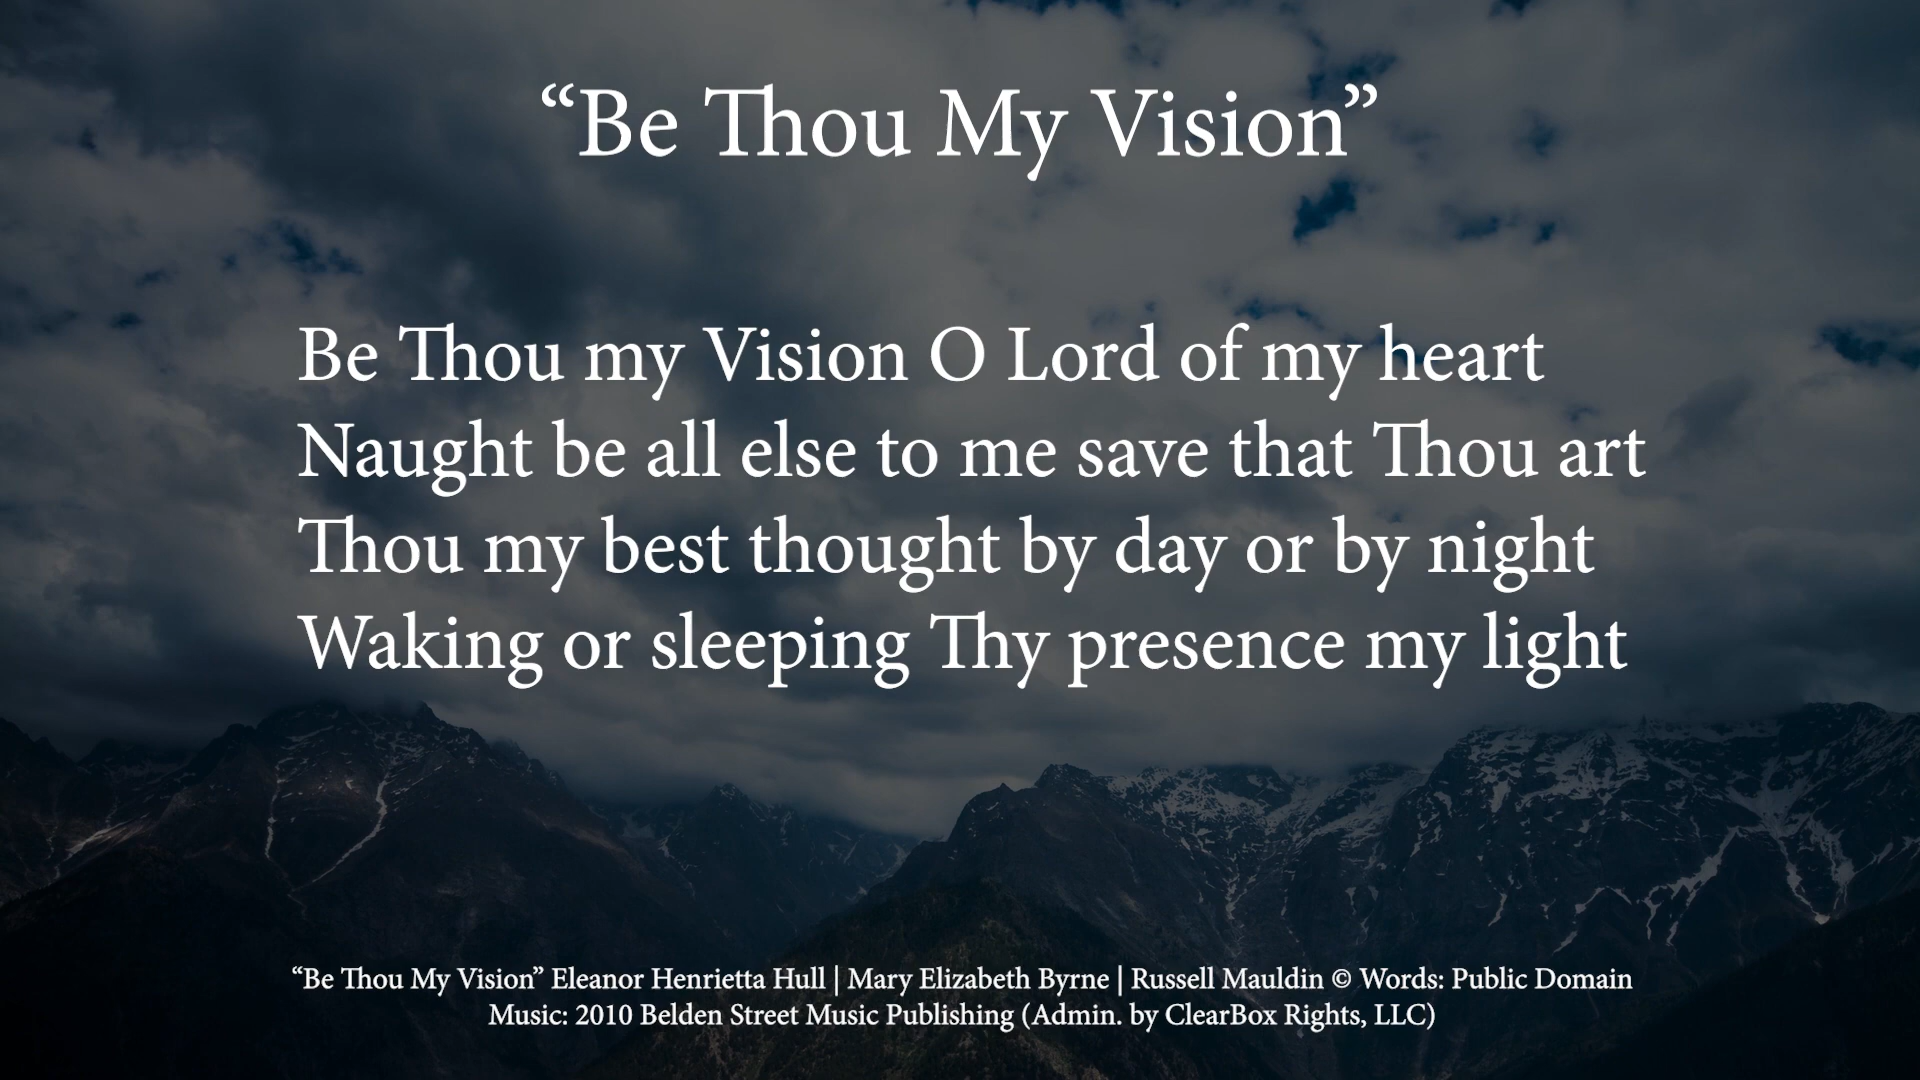 “Be Thou My Vision”
Be Thou my Vision O Lord of my heart
Naught be all else to me save that Thou art
Thou my best thought by day or by night
Waking or sleeping Thy presence my light
“Be Thou My Vision” Eleanor Henrietta Hull | Mary Elizabeth Byrne | Russell Mauldin © Words: Public Domain
Music: 2010 Belden Street Music Publishing (Admin. by ClearBox Rights, LLC)